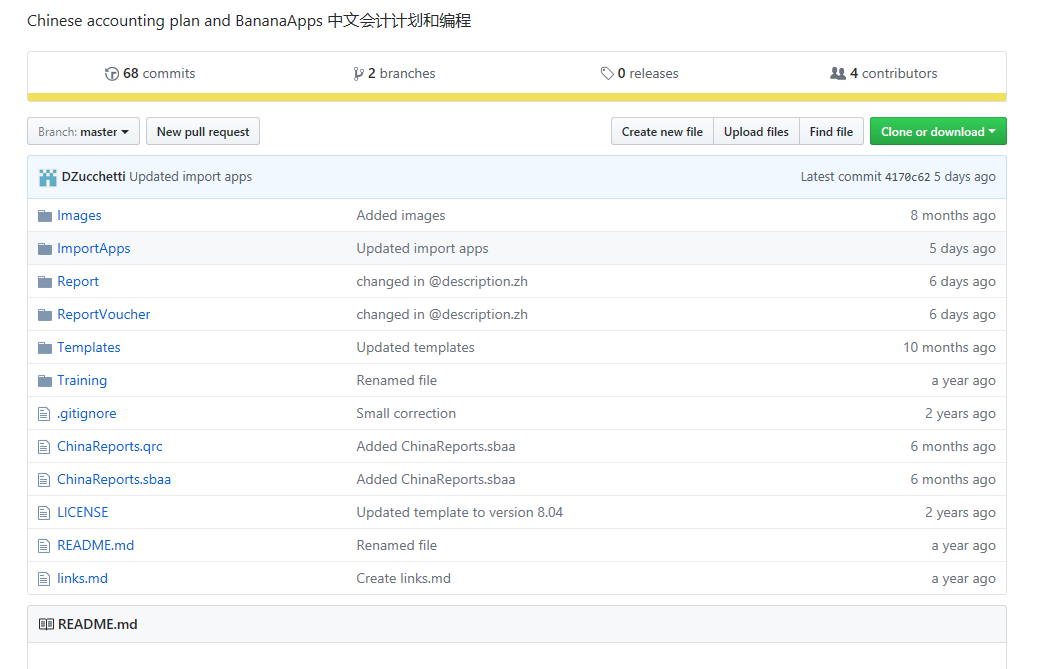 Chinese accounting plan and BananaApps 中文会计计划和编程
68 commits 2 branches 0 releases 4 contributors
Branch: master New pull request Create new file Upload files Find file Clone or download
DZucchetti Updated import apps Latest commit 4170c62 5 days ago
Images Added images 8 months ago
ImportApps Updated import apps 5 days ago
Report changed in @description.zh 6 days ago
ReportVoucher changed in @description.zh 6 days ago
Templates Updated templates 10 months ago
Training Renamed file a year ago
.gitignore Small correction 2 years ago
ChinaReports.qrc Added ChinaReports.sbaa 6 months ago
ChinaReports.sbaa Added ChinaReports.sbaa 6 months ago
LICENSE Updated template to version 8.04 2 years ago
README.md Renamed file a year ago
links.md Create links.md a year ago
README.md